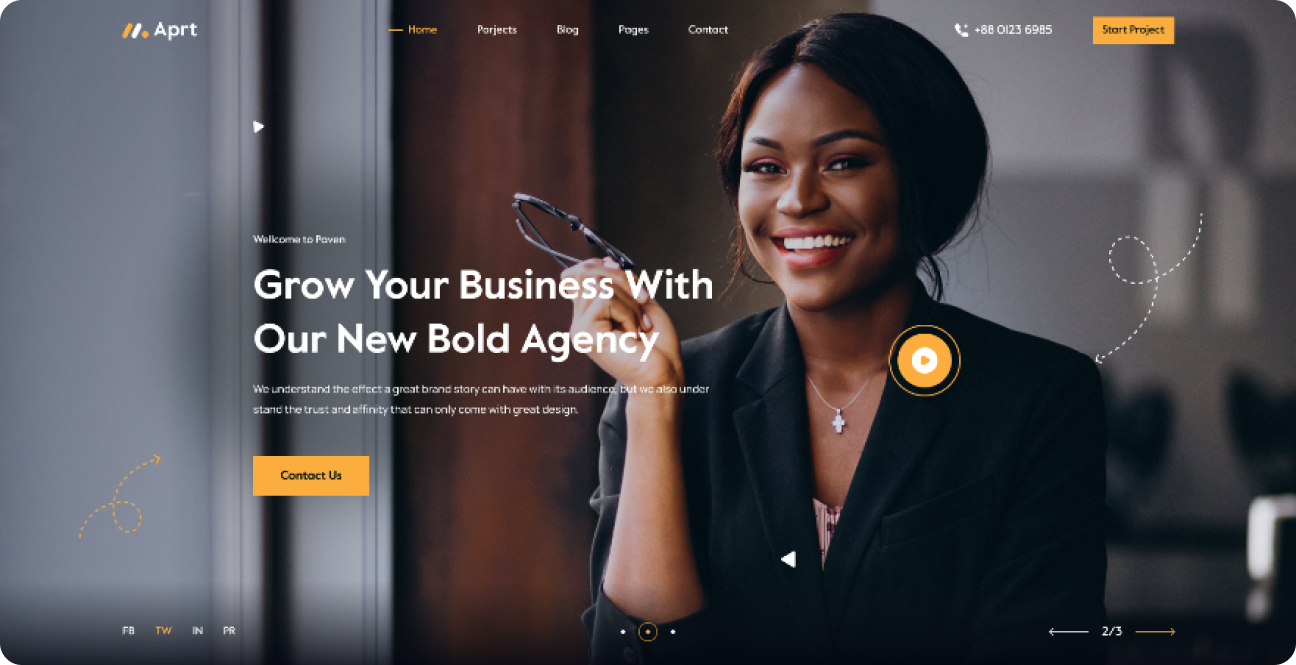 Aprt
Home Parjects Blog Pages Contact
+88 0123 6985
Start Project
Wellcome to Paven
Grow Your Business With
Our New Bold Agency
We understand the effect a great brand story can have with its audience, but we also under
stand the trust and affinity that can only come with great design.
Contact Us
FB TW IN PR
2/3